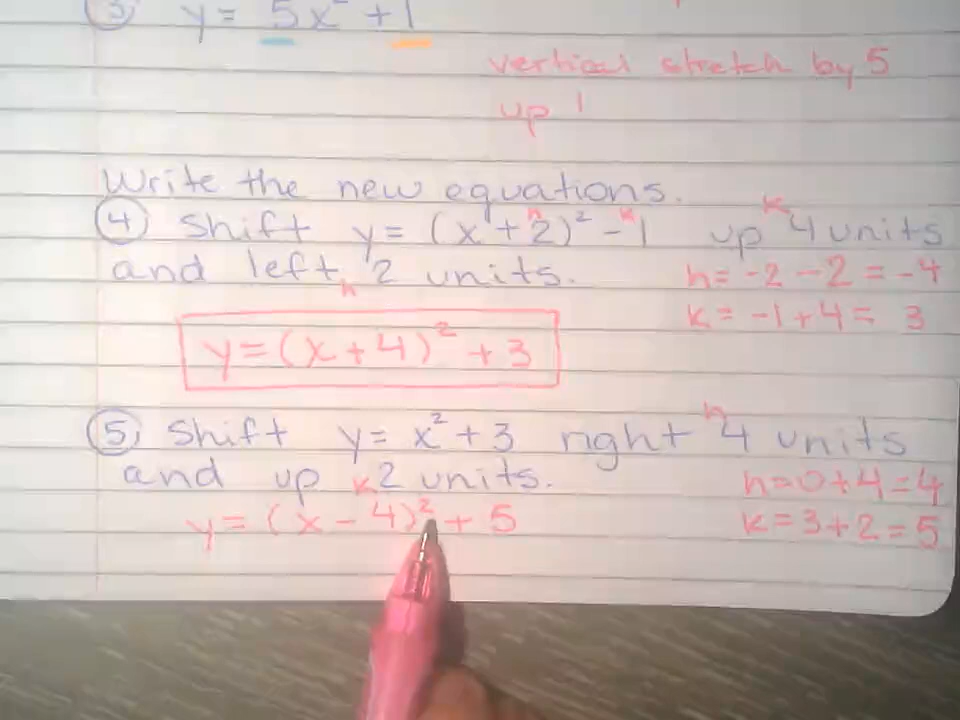 ③ y = 5x² + 1
vertical stretch by 5
up 1
Write the new equations.
④ Shift y = (x + 2)² - 1 up 4 units
h k k
and left 2 units.
h
h = -2 - 2 = -4
k = -1 + 4 = 3
y = (x + 4)² + 3
⑤ Shift y = x² + 3 right 4 units
h
and up 2 units.
k
h = 0 + 4 = 4
y = (x - 4)² + 5
k = 3 + 2 = 5